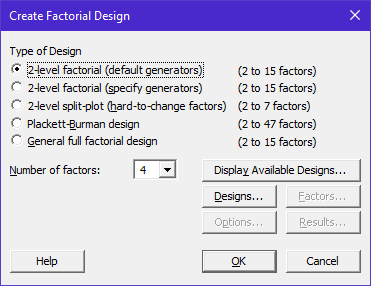 Create Factorial Design
Type of Design
2-level factorial (default generators) (2 to 15 factors)
2-level factorial (specify generators) (2 to 15 factors)
2-level split-plot (hard-to-change factors) (2 to 7 factors)
Plackett-Burman design (2 to 47 factors)
General full factorial design (2 to 15 factors)
Number of factors: 4 Display Available Designs...
Designs... Factors...
Options... Results...
Help OK Cancel